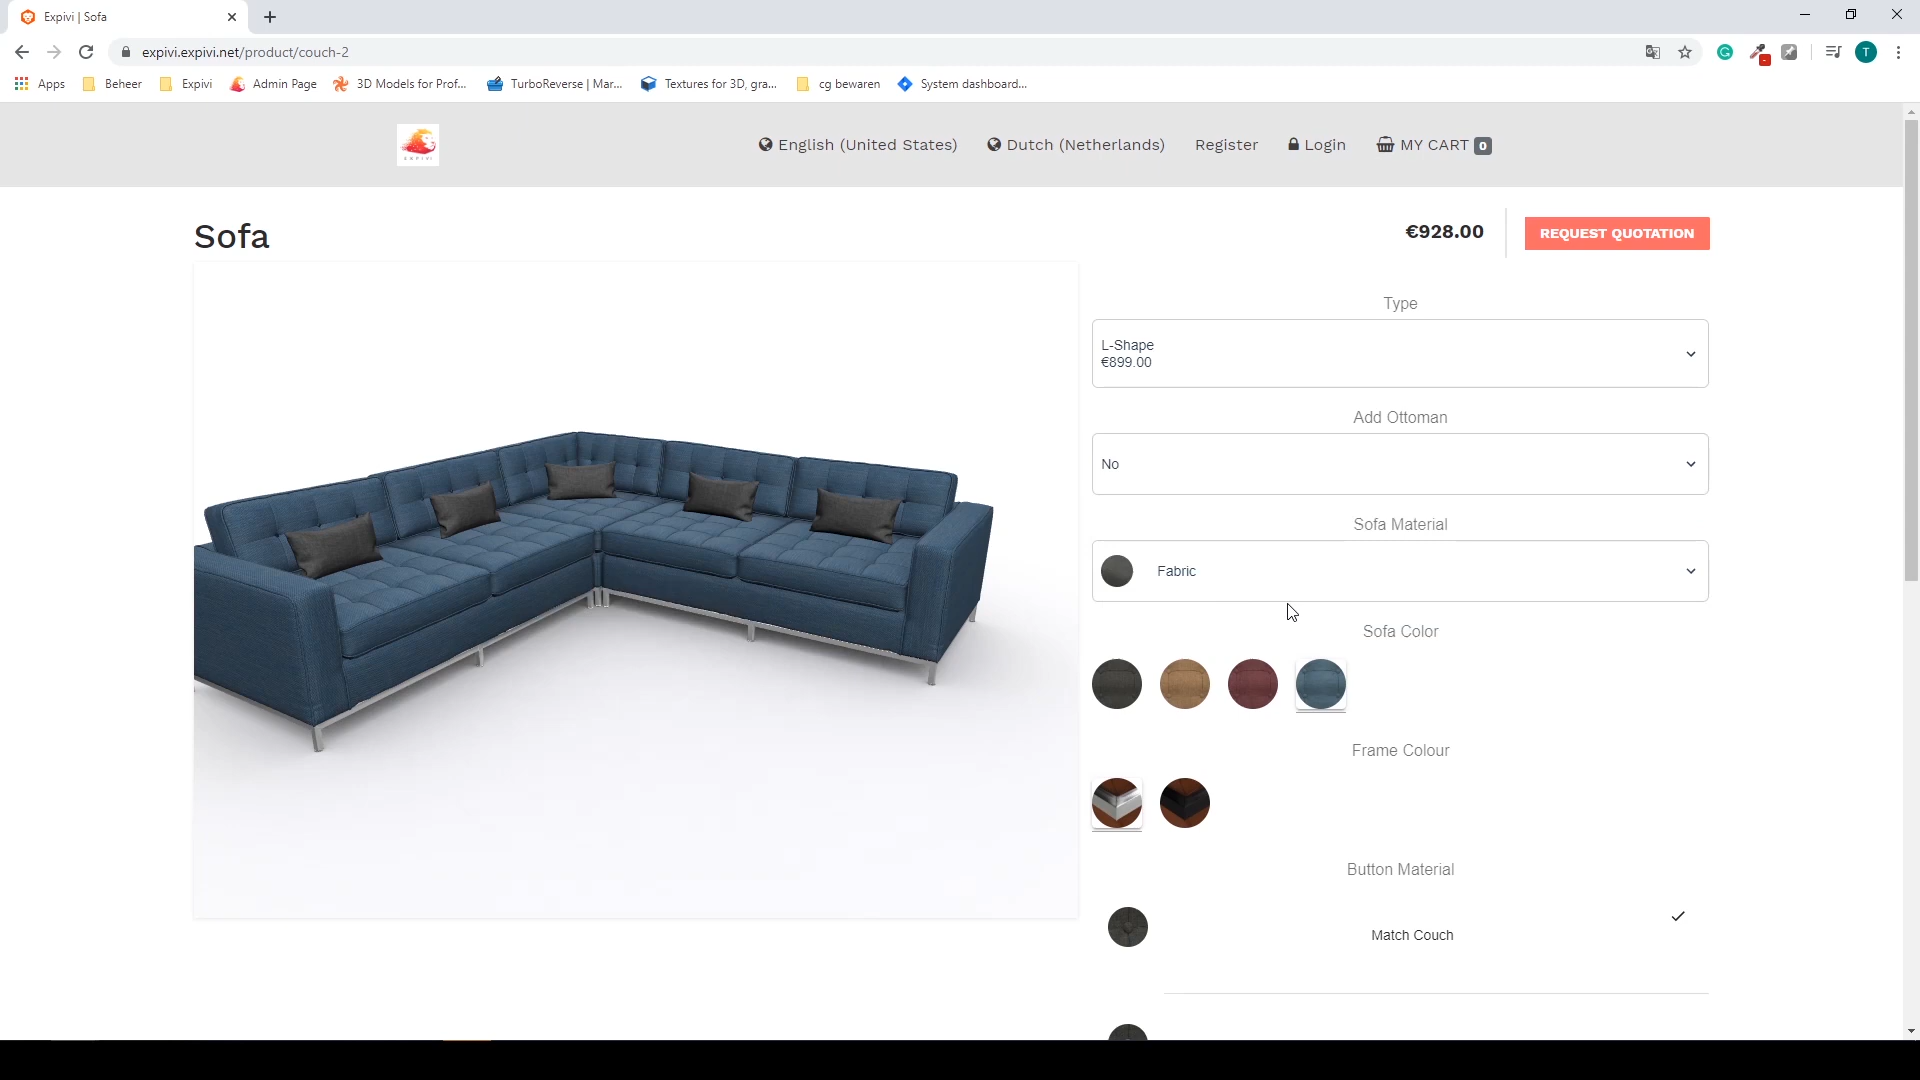 Expivi | Sofa
expivi.expivi.net/product/couch-2
T
Apps Beheer Expivi Admin Page 3D Models for Prof... TurboReverse | Mar... Textures for 3D, gra... cg bewaren System dashboard...
EXPIVI
English (United States) Dutch (Netherlands) Register Login MY CART 0
Sofa
€928.00
REQUEST QUOTATION
Type
L-Shape
€899.00
Add Ottoman
No
Sofa Material
Fabric
Sofa Color
Frame Colour
Button Material
Match Couch